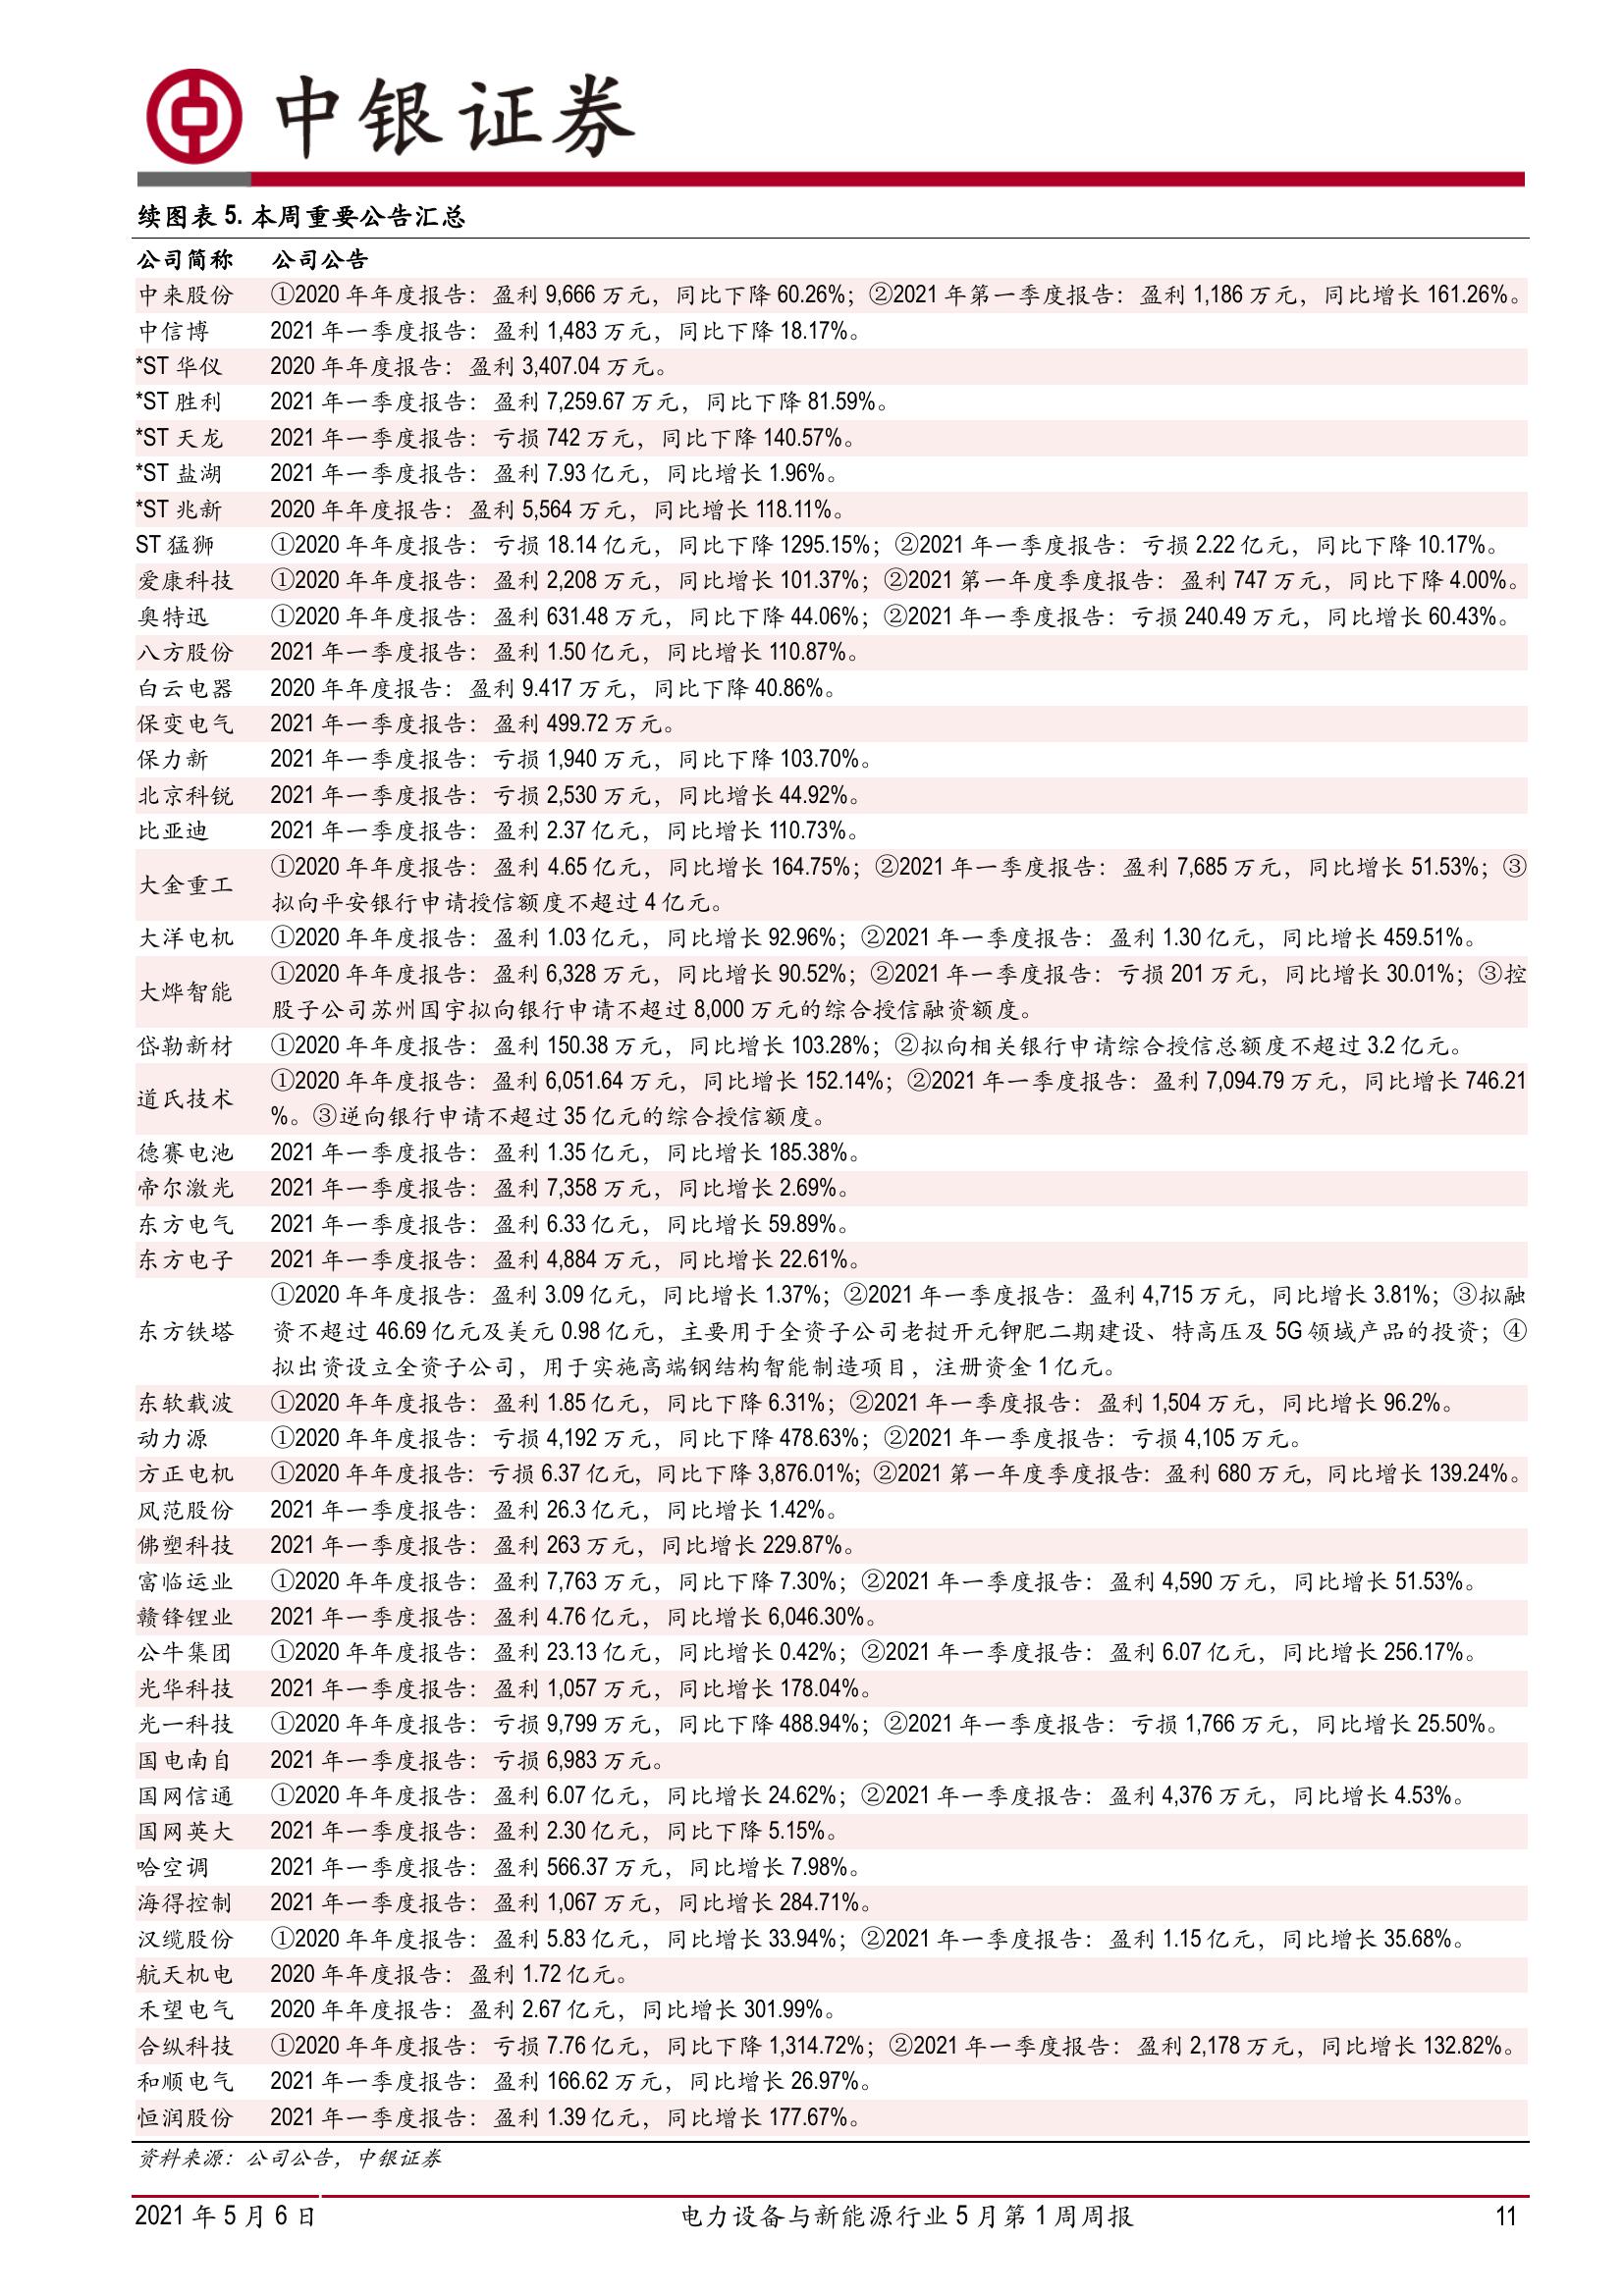 中银证券
续图表 5. 本周重要公告汇总
公司简称 公司公告
中来股份 ①2020 年年度报告：盈利 9,666 万元，同比下降 60.26%；②2021 年第一季度报告：盈利 1,186 万元，同比增长 161.26%。
中信博 2021 年一季度报告：盈利 1,483 万元，同比下降 18.17%。
*ST 华仪 2020 年年度报告：盈利 3,407.04 万元。
*ST 胜利 2021 年一季度报告：盈利 7,259.67 万元，同比下降 81.59%。
*ST 天龙 2021 年一季度报告：亏损 742 万元，同比下降 140.57%。
*ST 盐湖 2021 年一季度报告：盈利 7.93 亿元，同比增长 1.96%。
*ST 兆新 2020 年年度报告：盈利 5,564 万元，同比增长 118.11%。
ST 猛狮 ①2020 年年度报告：亏损 18.14 亿元，同比下降 1295.15%；②2021 年一季度报告：亏损 2.22 亿元，同比下降 10.17%。
爱康科技 ①2020 年年度报告：盈利 2,208 万元，同比增长 101.37%；②2021 第一年度季度报告：盈利 747 万元，同比下降 4.00%。
奥特迅 ①2020 年年度报告：盈利 631.48 万元，同比下降 44.06%；②2021 年一季度报告：亏损 240.49 万元，同比增长 60.43%。
八方股份 2021 年一季度报告：盈利 1.50 亿元，同比增长 110.87%。
白云电器 2020 年年度报告：盈利 9.417 万元，同比下降 40.86%。
保变电气 2021 年一季度报告：盈利 499.72 万元。
保力新 2021 年一季度报告：亏损 1,940 万元，同比下降 103.70%。
北京科锐 2021 年一季度报告：亏损 2,530 万元，同比增长 44.92%。
比亚迪 2021 年一季度报告：盈利 2.37 亿元，同比增长 110.73%。
大金重工 ①2020 年年度报告：盈利 4.65 亿元，同比增长 164.75%；②2021 年一季度报告：盈利 7,685 万元，同比增长 51.53%；③
拟向平安银行申请授信额度不超过 4 亿元。
大洋电机 ①2020 年年度报告：盈利 1.03 亿元，同比增长 92.96%；②2021 年一季度报告：盈利 1.30 亿元，同比增长 459.51%。
大烨智能 ①2020 年年度报告：盈利 6,328 万元，同比增长 90.52%；②2021 年一季度报告：亏损 201 万元，同比增长 30.01%；③控
股子公司苏州国宇拟向银行申请不超过 8,000 万元的综合授信融资额度。
岱勒新材 ①2020 年年度报告：盈利 150.38 万元，同比增长 103.28%；②拟向相关银行申请综合授信总额度不超过 3.2 亿元。
道氏技术 ①2020 年年度报告：盈利 6,051.64 万元，同比增长 152.14%；②2021 年一季度报告：盈利 7,094.79 万元，同比增长 746.21
%。③逆向银行申请不超过 35 亿元的综合授信额度。
德赛电池 2021 年一季度报告：盈利 1.35 亿元，同比增长 185.38%。
帝尔激光 2021 年一季度报告：盈利 7,358 万元，同比增长 2.69%。
东方电气 2021 年一季度报告：盈利 6.33 亿元，同比增长 59.89%。
东方电子 2021 年一季度报告：盈利 4,884 万元，同比增长 22.61%。
东方铁塔 ①2020 年年度报告：盈利 3.09 亿元，同比增长 1.37%；②2021 年一季度报告：盈利 4,715 万元，同比增长 3.81%；③拟融
资不超过 46.69 亿元及美元 0.98 亿元，主要用于全资子公司老挝开元钾肥二期建设、特高压及 5G 领域产品的投资；④
拟出资设立全资子公司，用于实施高端钢结构智能制造项目，注册资金 1 亿元。
东软载波 ①2020 年年度报告：盈利 1.85 亿元，同比下降 6.31%；②2021 年一季度报告：盈利 1,504 万元，同比增长 96.2%。
动力源 ①2020 年年度报告：亏损 4,192 万元，同比下降 478.63%；②2021 年一季度报告：亏损 4,105 万元。
方正电机 ①2020 年年度报告：亏损 6.37 亿元，同比下降 3,876.01%；②2021 第一年度季度报告：盈利 680 万元，同比增长 139.24%。
风范股份 2021 年一季度报告：盈利 26.3 亿元，同比增长 1.42%。
佛塑科技 2021 年一季度报告：盈利 263 万元，同比增长 229.87%。
富临运业 ①2020 年年度报告：盈利 7,763 万元，同比下降 7.30%；②2021 年一季度报告：盈利 4,590 万元，同比增长 51.53%。
赣锋锂业 2021 年一季度报告：盈利 4.76 亿元，同比增长 6,046.30%。
公牛集团 ①2020 年年度报告：盈利 23.13 亿元，同比增长 0.42%；②2021 年一季度报告：盈利 6.07 亿元，同比增长 256.17%。
光华科技 2021 年一季度报告：盈利 1,057 万元，同比增长 178.04%。
光一科技 ①2020 年年度报告：亏损 9,799 万元，同比下降 488.94%；②2021 年一季度报告：亏损 1,766 万元，同比增长 25.50%。
国电南自 2021 年一季度报告：亏损 6,983 万元。
国网信通 ①2020 年年度报告：盈利 6.07 亿元，同比增长 24.62%；②2021 年一季度报告：盈利 4,376 万元，同比增长 4.53%。
国网英大 2021 年一季度报告：盈利 2.30 亿元，同比下降 5.15%。
哈空调 2021 年一季度报告：盈利 566.37 万元，同比增长 7.98%。
海得控制 2021 年一季度报告：盈利 1,067 万元，同比增长 284.71%。
汉缆股份 ①2020 年年度报告：盈利 5.83 亿元，同比增长 33.94%；②2021 年一季度报告：盈利 1.15 亿元，同比增长 35.68%。
航天机电 2020 年年度报告：盈利 1.72 亿元。
禾望电气 2020 年年度报告：盈利 2.67 亿元，同比增长 301.99%。
合纵科技 ①2020 年年度报告：亏损 7.76 亿元，同比下降 1,314.72%；②2021 年一季度报告：盈利 2,178 万元，同比增长 132.82%。
和顺电气 2021 年一季度报告：盈利 166.62 万元，同比增长 26.97%。
恒润股份 2021 年一季度报告：盈利 1.39 亿元，同比增长 177.67%。
资料来源：公司公告，中银证券
2021 年 5 月 6 日 电力设备与新能源行业 5 月第 1 周周报 11